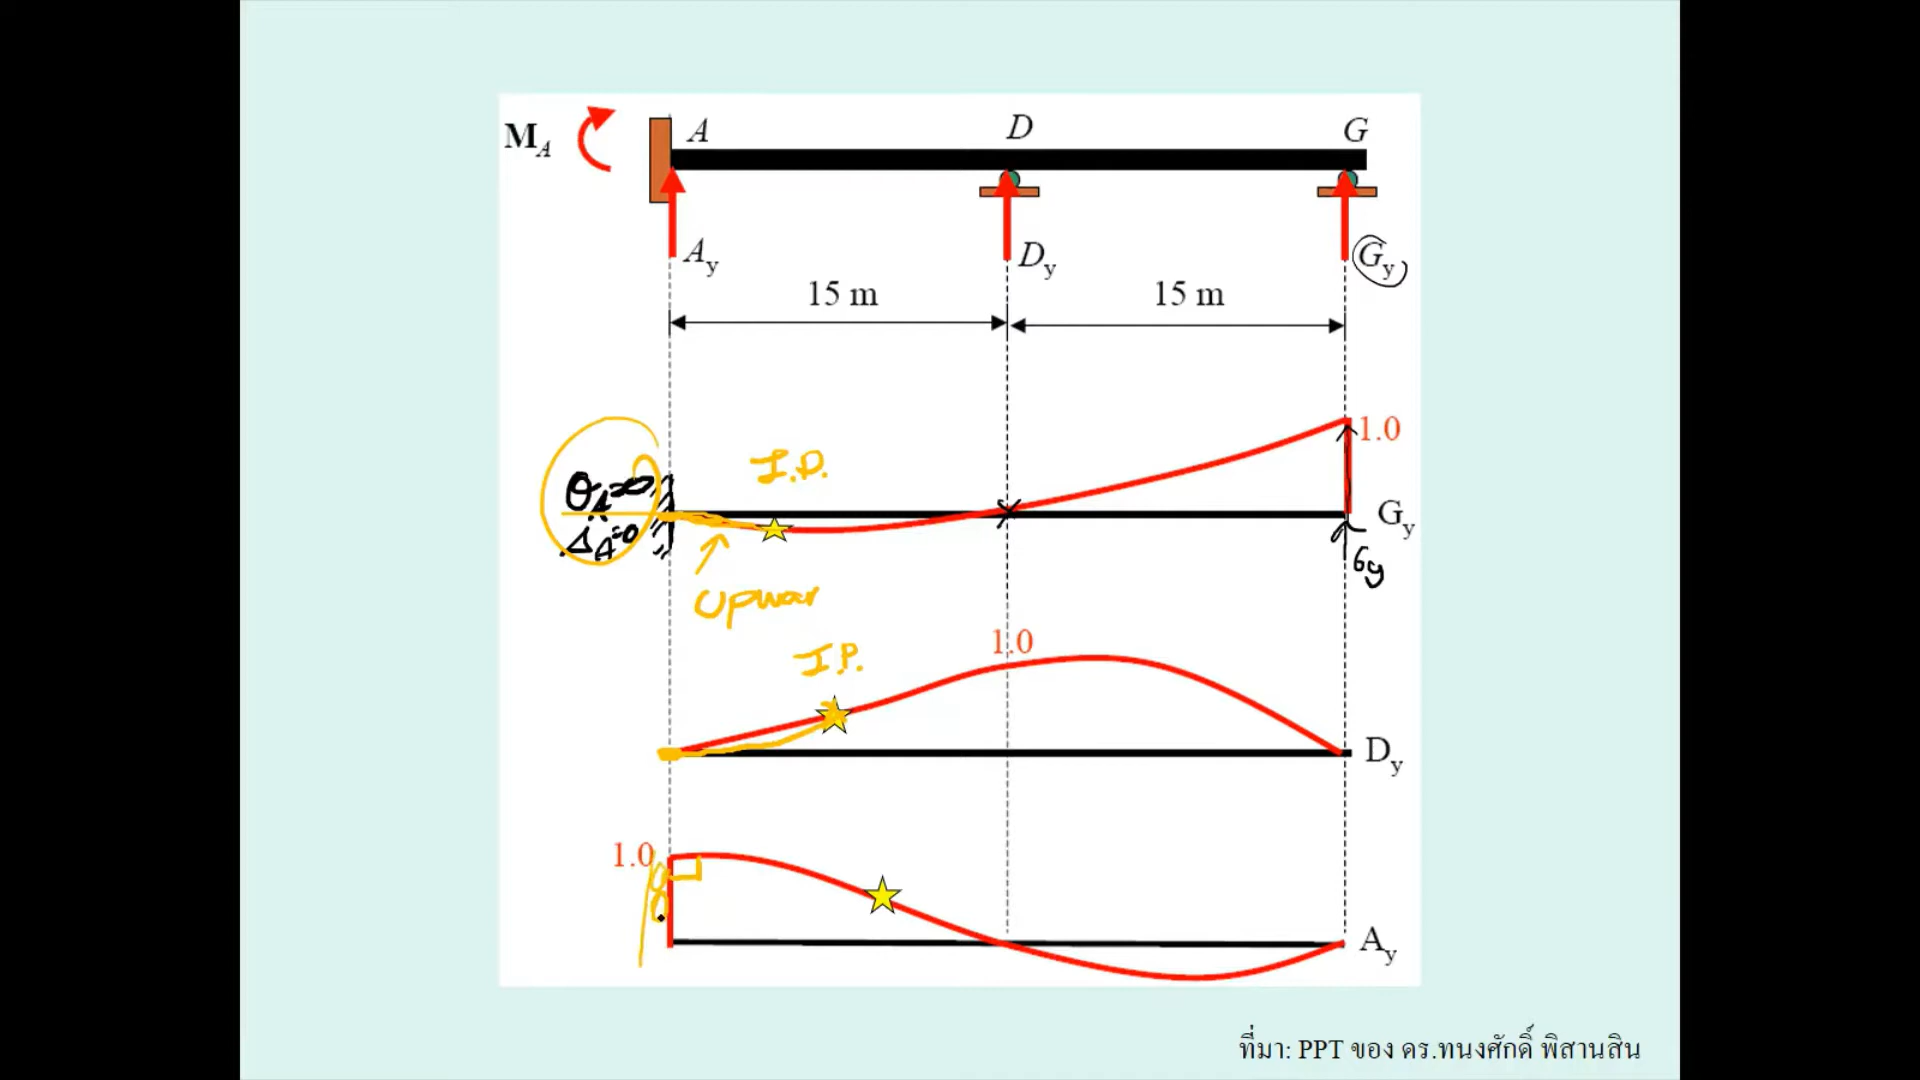 M_A A D G
A_y D_y G_y
15 m 15 m
1.0
I.P.
θ_A=0
Δ_A=0
G_y
Gy
Upwar
1.0
I.P.
D_y
1.0
A_y
ที่มา: PPT ของ ดร.ทนงศักดิ์ พิสานสิน